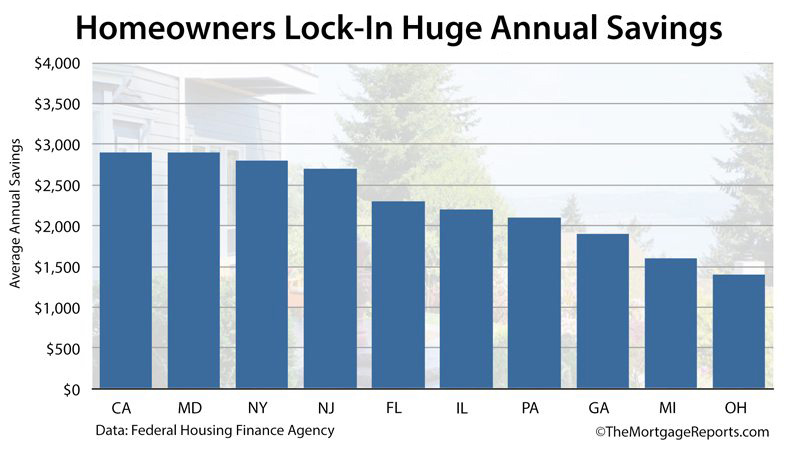 Homeowners Lock-In Huge Annual Savings
$4,000
$3,500
$3,000
$2,500
$2,000
$1,500
$1,000
$500
$0
Average Annual Savings
CA MD NY NJ FL IL PA GA MI OH
Data: Federal Housing Finance Agency
©TheMortgageReports.com